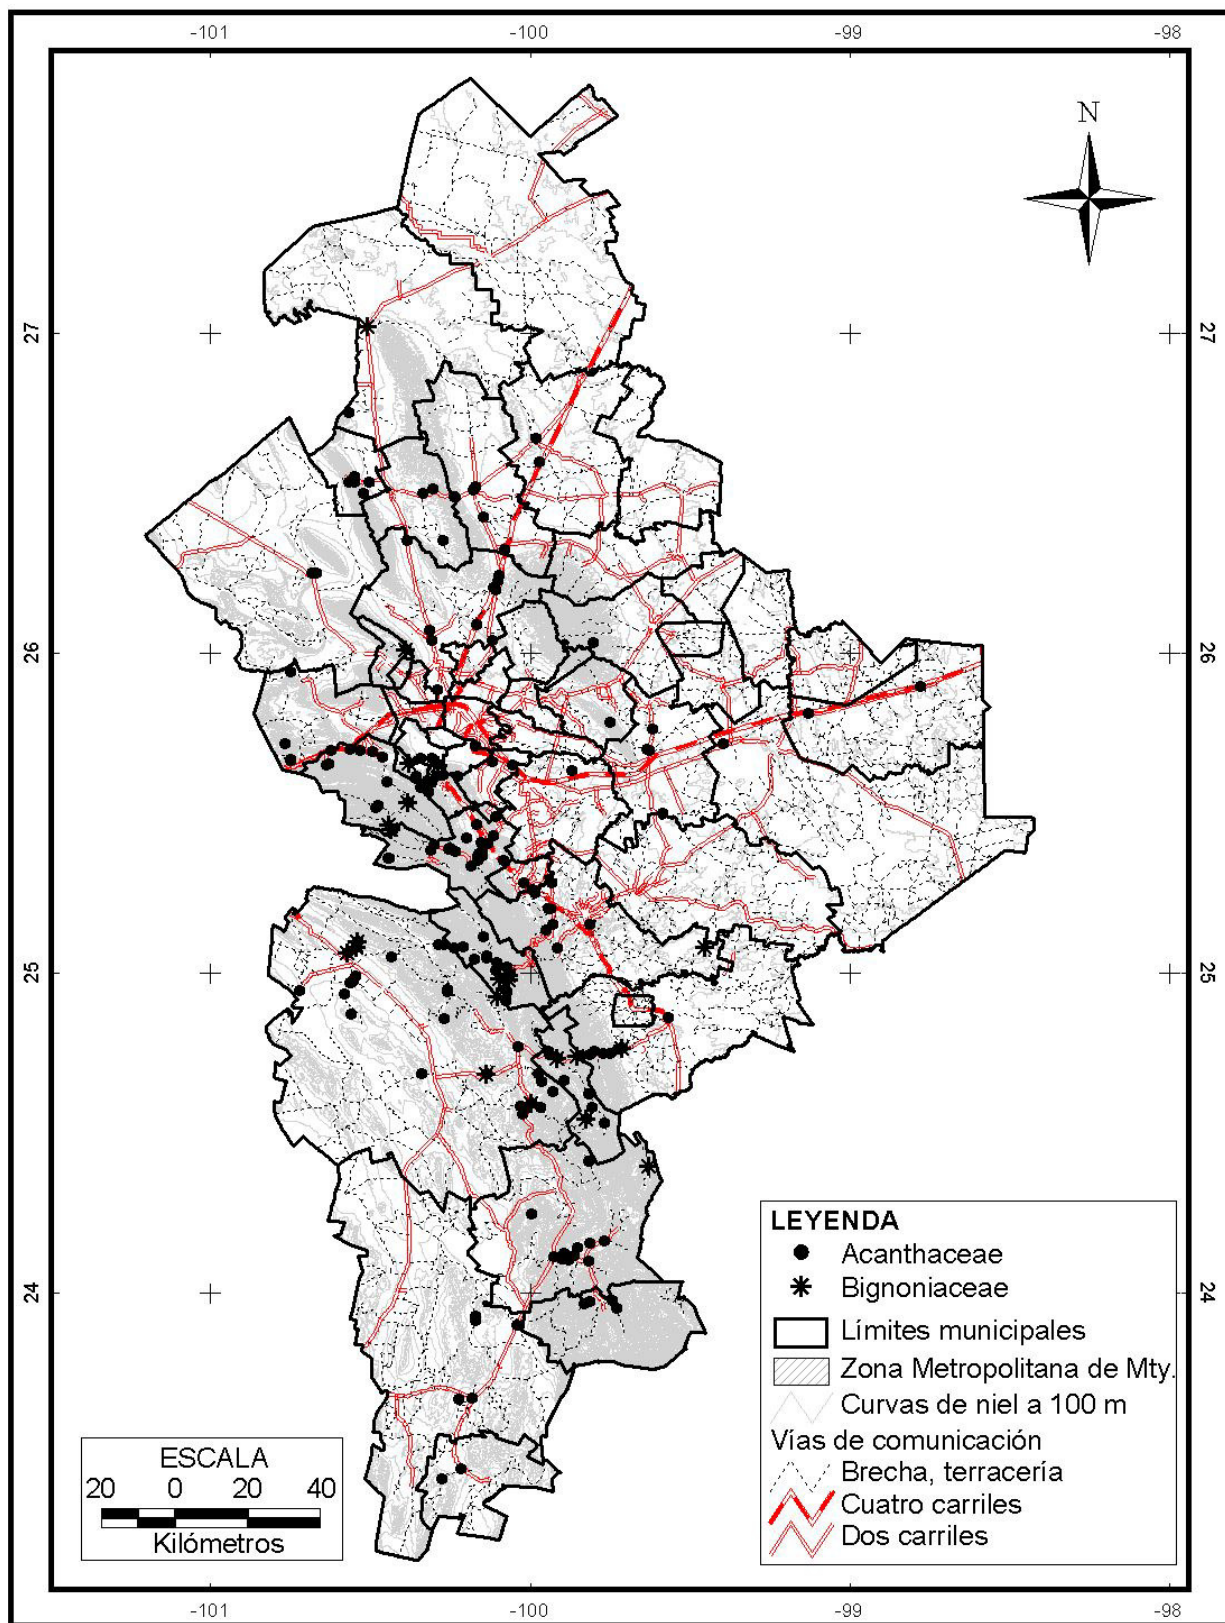 -101 -100 -99 -98
N
27 27
26 26
25 25
24 24
LEYENDA
Acanthaceae
Bignoniaceae
Límites municipales
Zona Metropolitana de Mty.
Curvas de niel a 100 m
Vías de comunicación
Brecha, terracería
Cuatro carriles
Dos carriles
ESCALA
20 0 20 40
Kilómetros
-101 -100 -99 -98